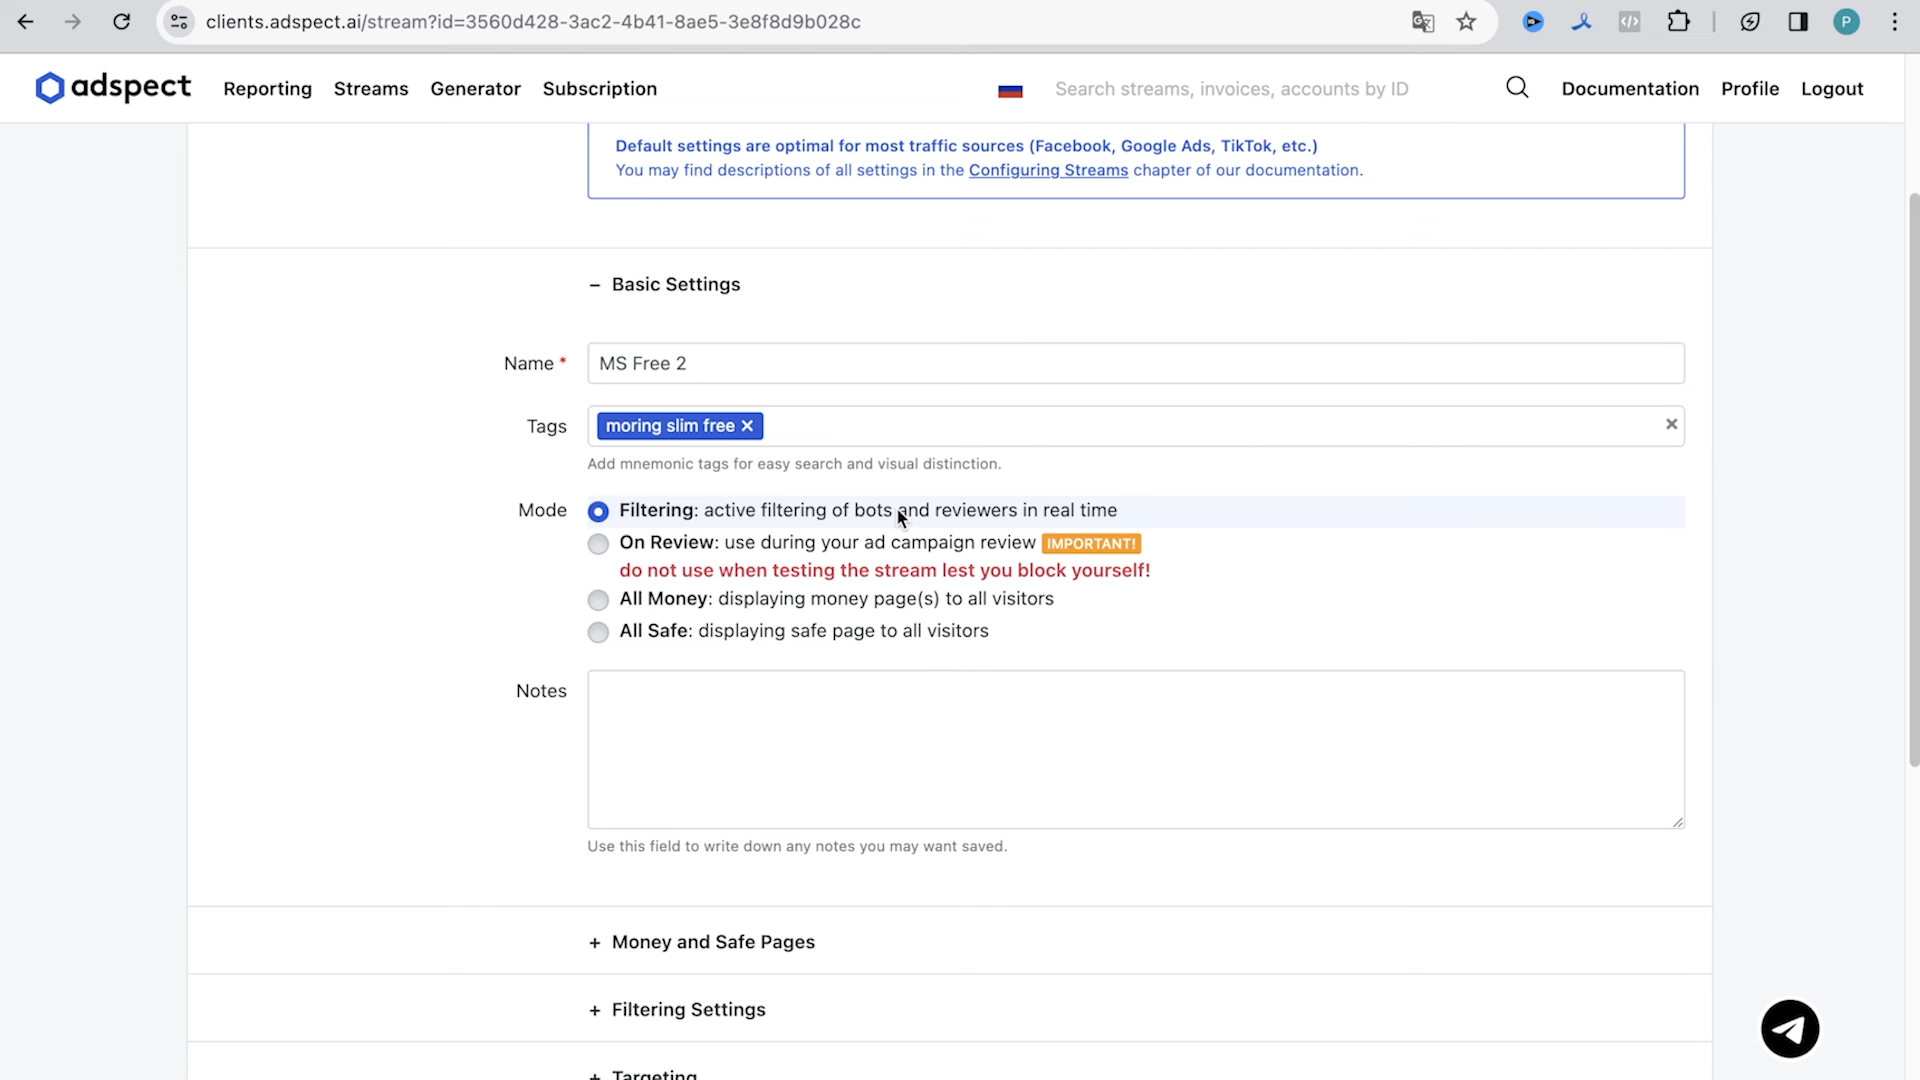 clients.adspect.ai/stream?id=3560d428-3ac2-4b41-8ae5-3e8f8d9b028c
P
adspect Reporting Streams Generator Subscription Search streams, invoices, accounts by ID Documentation Profile Logout
Default settings are optimal for most traffic sources (Facebook, Google Ads, TikTok, etc.)
You may find descriptions of all settings in the Configuring Streams chapter of our documentation.
− Basic Settings
Name * MS Free 2
Tags moring slim free × ×
Add mnemonic tags for easy search and visual distinction.
Mode Filtering: active filtering of bots and reviewers in real time
On Review: use during your ad campaign review IMPORTANT!
do not use when testing the stream lest you block yourself!
All Money: displaying money page(s) to all visitors
All Safe: displaying safe page to all visitors
Notes
Use this field to write down any notes you may want saved.
+ Money and Safe Pages
+ Filtering Settings
+ Targeting